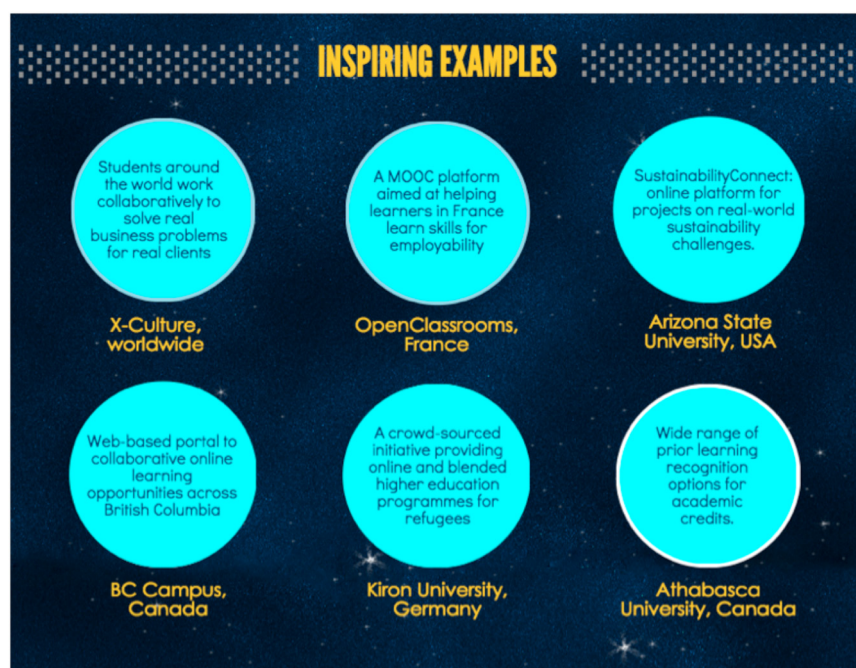 INSPIRING EXAMPLES
Students around
the world work
collaboratively to
solve real
business problems
for real clients
X-Culture,
worldwide
A MOOC platform
aimed at helping
learners in France
learn skills for
employability
OpenClassrooms,
France
SustainabilityConnect:
online platform for
projects on real-world
sustainability
challenges.
Arizona State
University, USA
Web-based portal to
collaborative online
learning
opportunities across
British Columbia
BC Campus,
Canada
A crowd-sourced
initiative providing
online and blended
higher education
programmes for
refugees
Kiron University,
Germany
Wide range of
prior learning
recognition
options for
academic
credits.
Athabasca
University, Canada